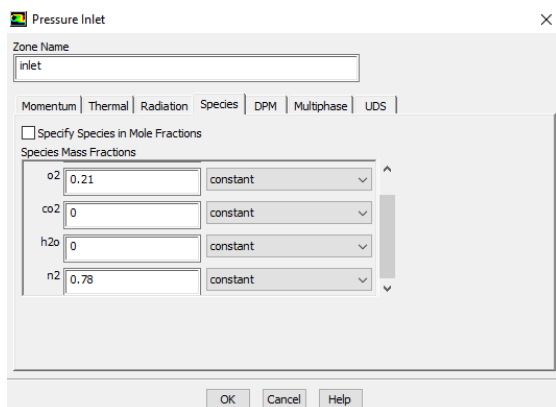 Pressure Inlet
Zone Name
inlet
Momentum Thermal Radiation Species DPM Multiphase UDS
Specify Species in Mole Fractions
Species Mass Fractions
o2 0.21 constant
co2 0 constant
h2o 0 constant
n2 0.78 constant
OK Cancel Help